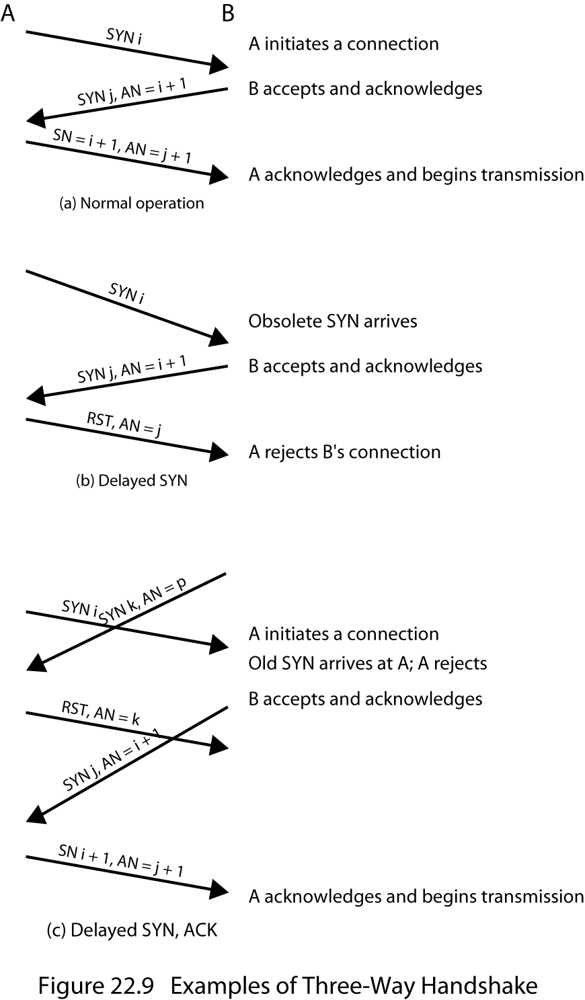 A
B
SYN i
A initiates a connection
SYN j, AN = i + 1
B accepts and acknowledges
SN = i + 1, AN = j + 1
A acknowledges and begins transmission
(a) Normal operation
SYN i
Obsolete SYN arrives
SYN j, AN = i + 1
B accepts and acknowledges
RST, AN = j
A rejects B's connection
(b) Delayed SYN
SYN k, AN = p
SYN i
A initiates a connection
Old SYN arrives at A; A rejects
B accepts and acknowledges
RST, AN = k
SYN j, AN = i + 1
SN i + 1, AN = j + 1
A acknowledges and begins transmission
(c) Delayed SYN, ACK
Figure 22.9 Examples of Three-Way Handshake